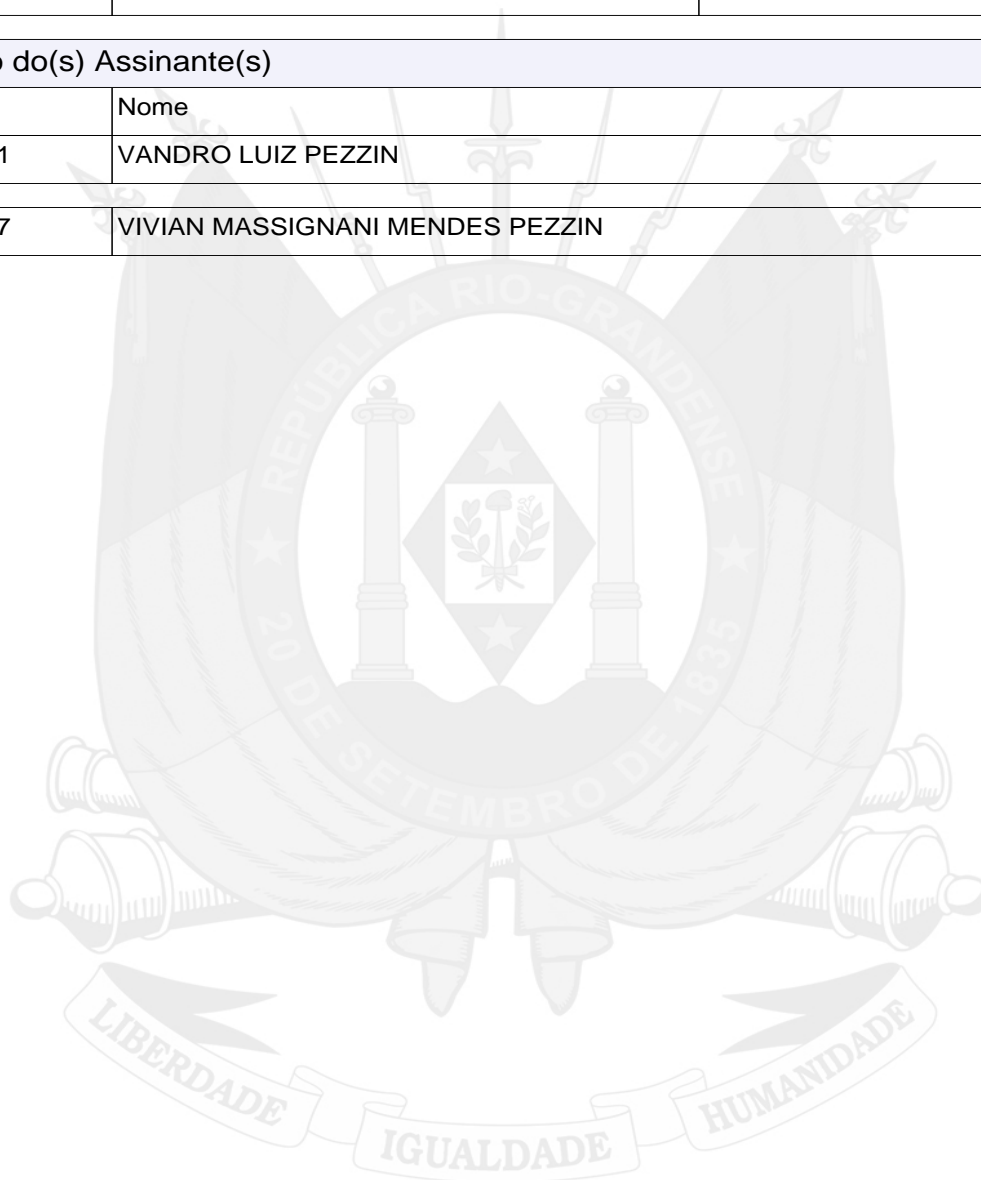 o do(s) Assinante(s)
Nome
1 VANDRO LUIZ PEZZIN
7 VIVIAN MASSIGNANI MENDES PEZZIN
REPÚBLICA RIO-GRANDENSE
20 DE SETEMBRO DE 1835
LIBERDADE IGUALDADE HUMANIDADE